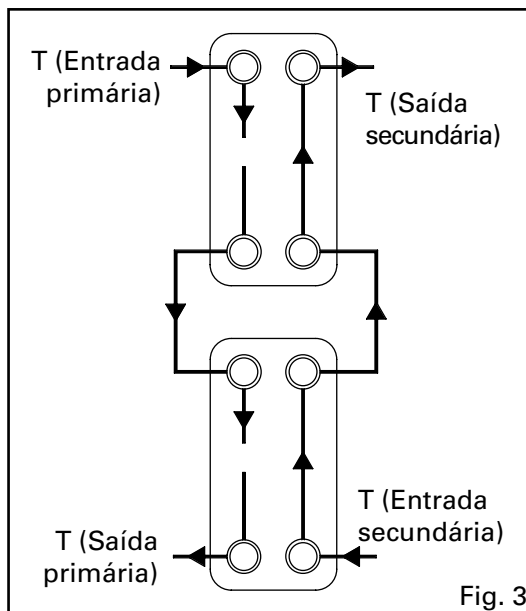 T (Entrada
primária)
T (Saída
secundária)
T (Entrada
secundária)
T (Saída
primária)
Fig. 3